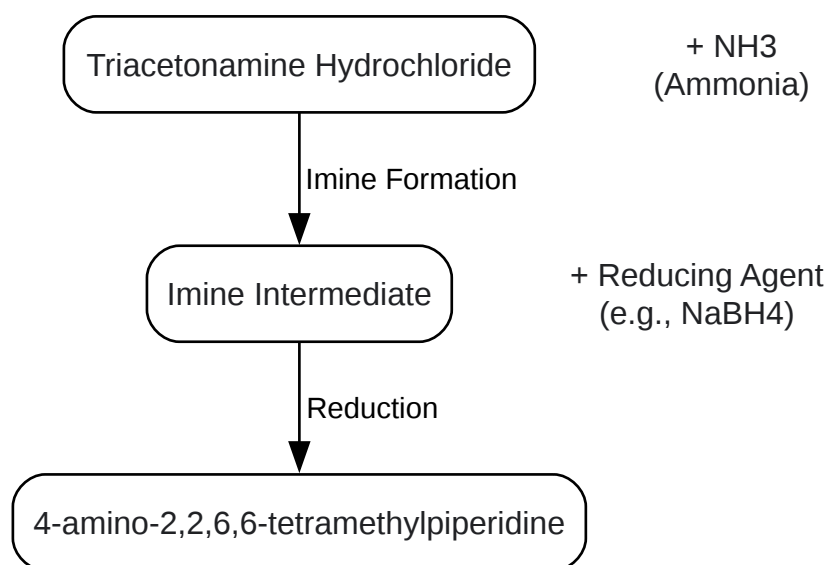 Triacetonamine Hydrochloride
+ NH3
(Ammonia)
Imine Formation
Imine Intermediate
+ Reducing Agent
(e.g., NaBH4)
Reduction
4-amino-2,2,6,6-tetramethylpiperidine